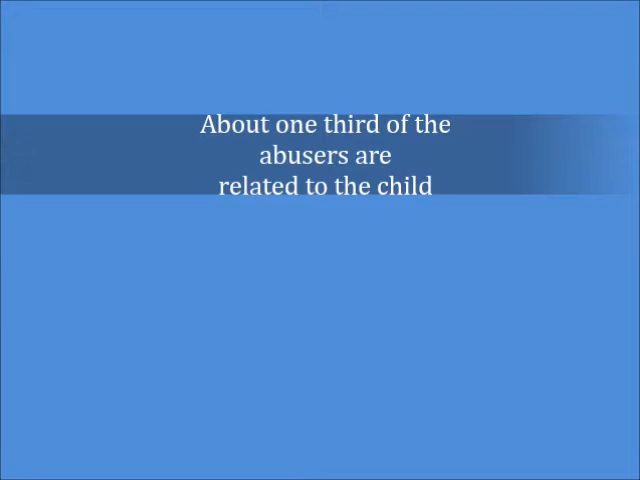 About one third of the
abusers are
related to the child